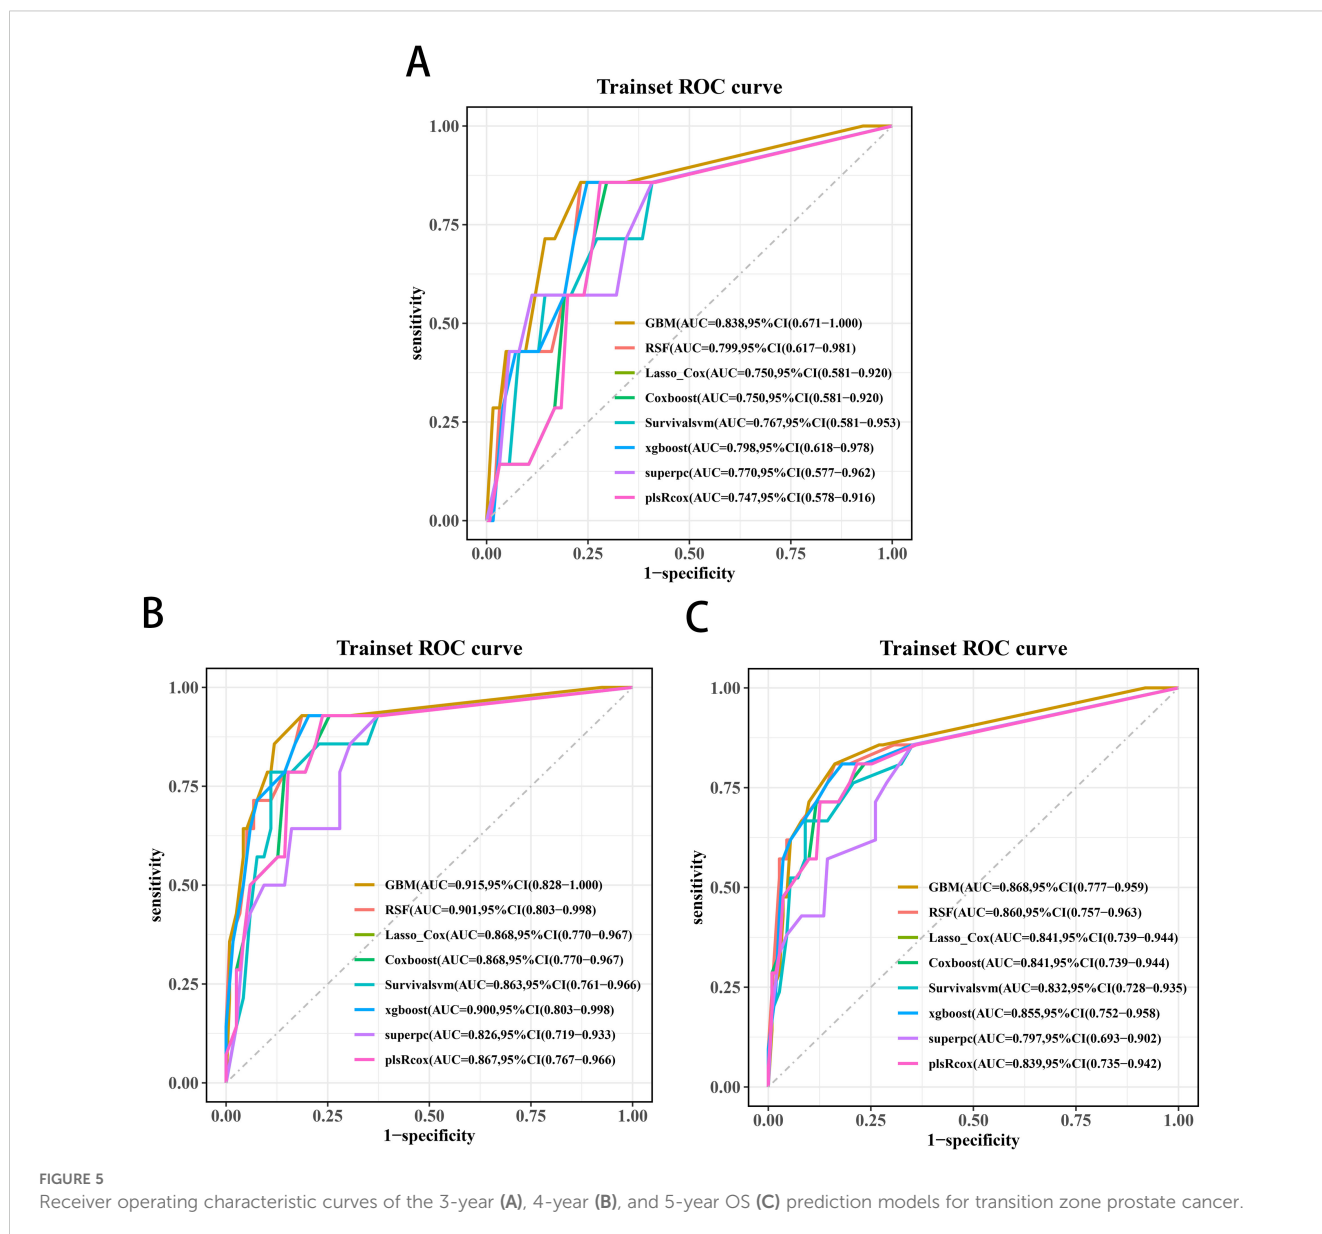 A
Trainset ROC curve
1.00
0.75
0.50
0.25
0.00
sensitivity
GBM(AUC=0.838,95%CI(0.671−1.000)
RSF(AUC=0.799,95%CI(0.617−0.981)
Lasso_Cox(AUC=0.750,95%CI(0.581−0.920)
Coxboost(AUC=0.750,95%CI(0.581−0.920)
Survivalsvm(AUC=0.767,95%CI(0.581−0.953)
xgboost(AUC=0.798,95%CI(0.618−0.978)
superpc(AUC=0.770,95%CI(0.577−0.962)
plsRcox(AUC=0.747,95%CI(0.578−0.916)
0.00 0.25 0.50 0.75 1.00
1−specificity
B
Trainset ROC curve
1.00
0.75
0.50
0.25
0.00
sensitivity
GBM(AUC=0.915,95%CI(0.828−1.000)
RSF(AUC=0.901,95%CI(0.803−0.998)
Lasso_Cox(AUC=0.868,95%CI(0.770−0.967)
Coxboost(AUC=0.868,95%CI(0.770−0.967)
Survivalsvm(AUC=0.863,95%CI(0.761−0.966)
xgboost(AUC=0.900,95%CI(0.803−0.998)
superpc(AUC=0.826,95%CI(0.719−0.933)
plsRcox(AUC=0.867,95%CI(0.767−0.966)
0.00 0.25 0.50 0.75 1.00
1−specificity
C
Trainset ROC curve
1.00
0.75
0.50
0.25
0.00
sensitivity
GBM(AUC=0.868,95%CI(0.777−0.959)
RSF(AUC=0.860,95%CI(0.757−0.963)
Lasso_Cox(AUC=0.841,95%CI(0.739−0.944)
Coxboost(AUC=0.841,95%CI(0.739−0.944)
Survivalsvm(AUC=0.832,95%CI(0.728−0.935)
xgboost(AUC=0.855,95%CI(0.752−0.958)
superpc(AUC=0.797,95%CI(0.693−0.902)
plsRcox(AUC=0.839,95%CI(0.735−0.942)
0.00 0.25 0.50 0.75 1.00
1−specificity
FIGURE 5
Receiver operating characteristic curves of the 3-year (A), 4-year (B), and 5-year OS (C) prediction models for transition zone prostate cancer.